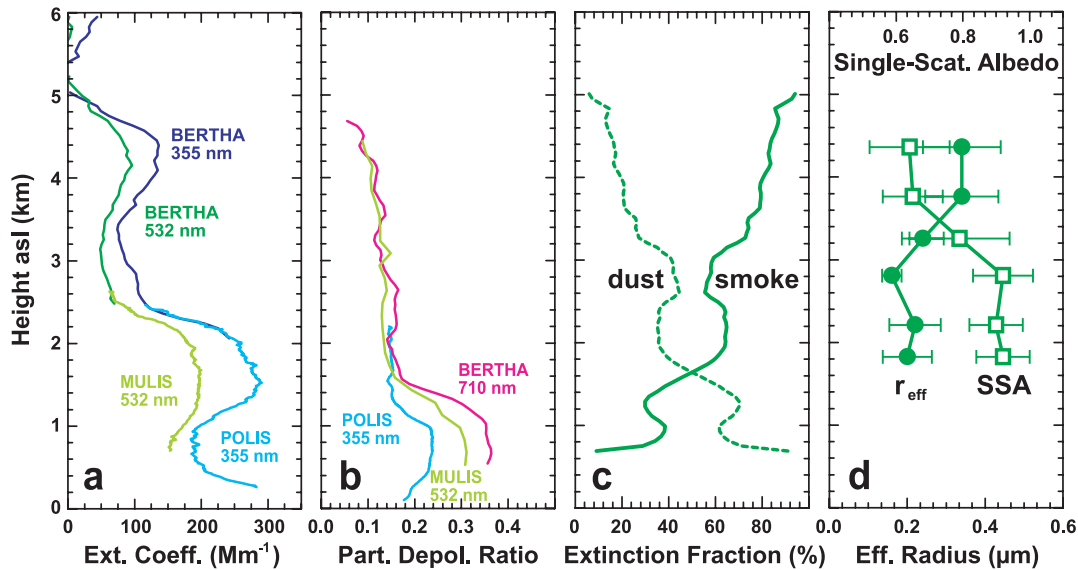 0.6 0.8 1.0
Single-Scat. Albedo
6
5
4
3
2
1
0
Height asl (km)
BERTHA
355 nm
BERTHA
532 nm
MULIS
532 nm
POLIS
355 nm
a
0 100 200 300
Ext. Coeff. (Mm⁻¹)
BERTHA
710 nm
POLIS
355 nm
MULIS
532 nm
b
0.0 0.1 0.2 0.3 0.4
Part. Depol. Ratio
dust smoke
c
0 20 40 60 80
Extinction Fraction (%)
r_eff SSA
d
0.0 0.2 0.4 0.6
Eff. Radius (µm)